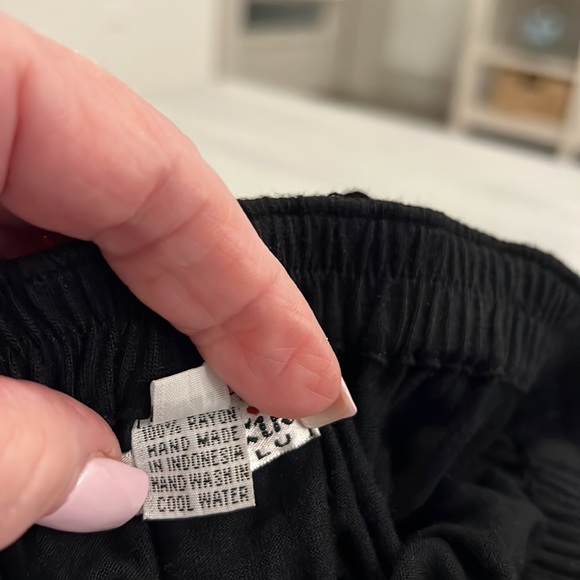 100% RAYON
HAND MADE
IN INDONESIA
HAND WASH IN
COOL WATER